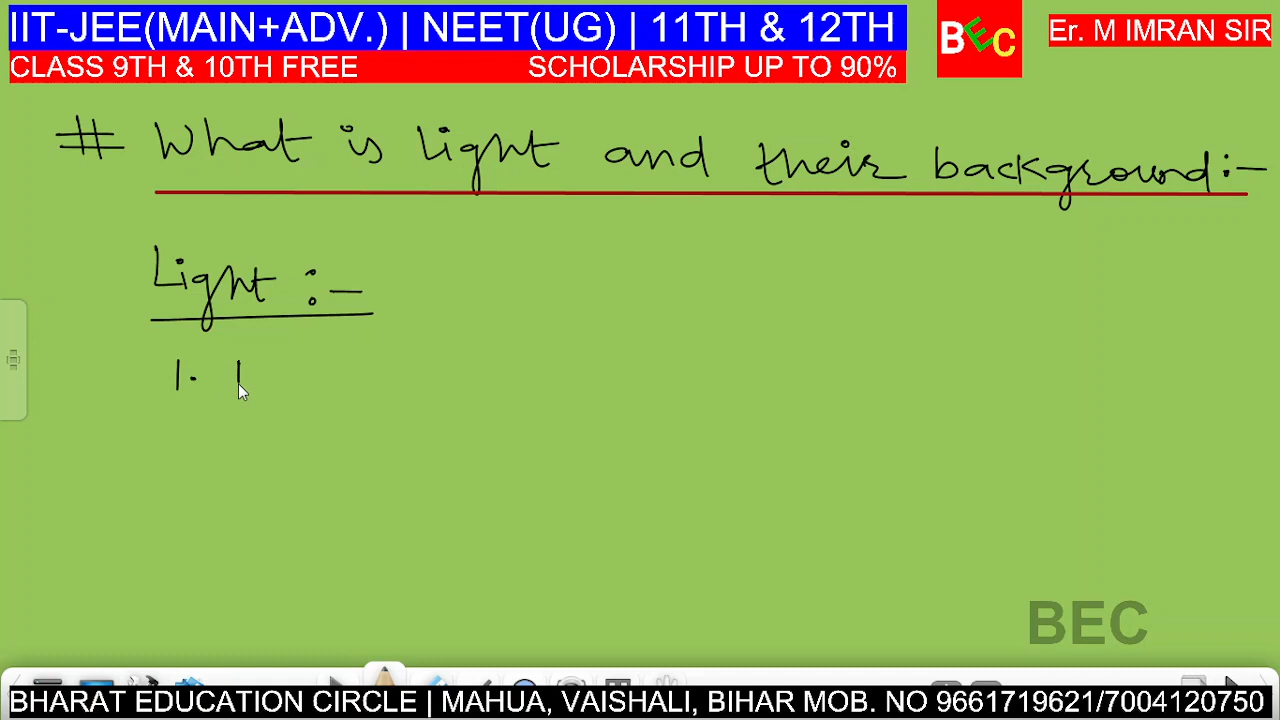 IIT-JEE(MAIN+ADV.) | NEET(UG) | 11TH & 12TH
CLASS 9TH & 10TH FREE SCHOLARSHIP UP TO 90%
BEC
Er. M IMRAN SIR
# What is light and their background :-
Light :-
1. I
BEC
BHARAT EDUCATION CIRCLE | MAHUA, VAISHALI, BIHAR MOB. NO 9661719621/7004120750